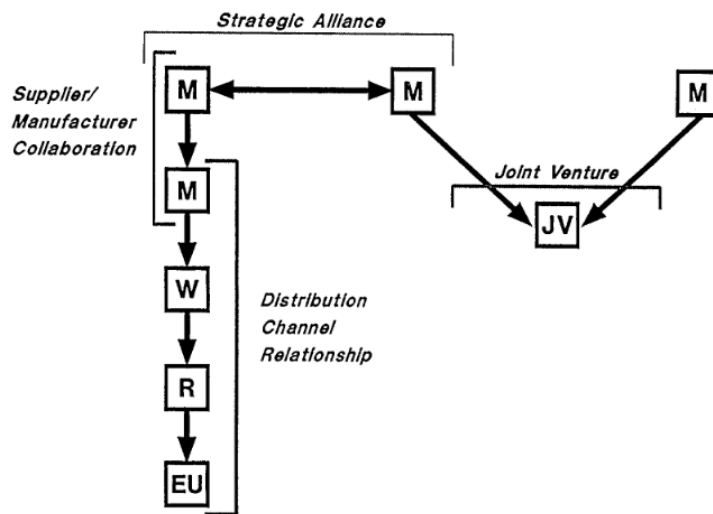 Strategic Alliance
M
M
M
Supplier/
Manufacturer
Collaboration
Joint Venture
M
JV
W
Distribution
Channel
Relationship
R
EU